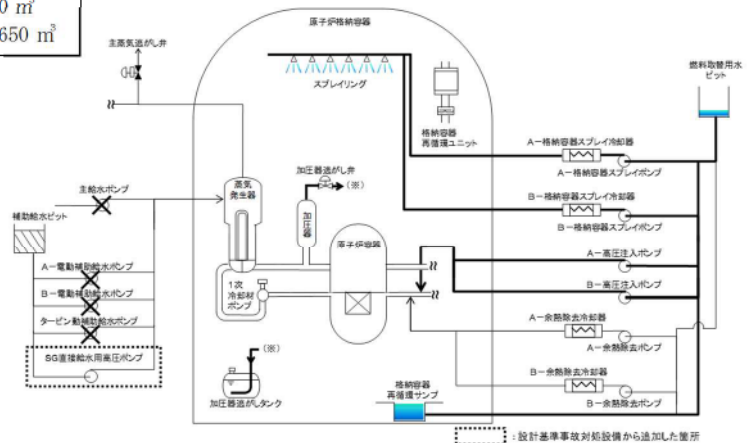 0 m³
650 m³
原子炉格納容器
主蒸気逃がし弁
スプレイリング
燃料取替用水
ピット
格納容器
再循環ユニット
A-格納容器スプレイ冷却器
A-格納容器スプレイポンプ
加圧器逃がし弁
(※)
主給水ポンプ
蒸気
発生器
加圧器
B-格納容器スプレイ冷却器
B-格納容器スプレイポンプ
補助給水ピット
原子炉容器
A-高圧注入ポンプ
A-電動補助給水ポンプ
B-高圧注入ポンプ
B-電動補助給水ポンプ
1次
冷却材
ポンプ
A-余熱除去冷却器
タービン動補助給水ポンプ
A-余熱除去ポンプ
SG直接給水用高圧ポンプ
(※)
B-余熱除去冷却器
格納容器
再循環サンプ
加圧器逃がしタンク
B-余熱除去ポンプ
:設計基準事故対処設備から追加した箇所